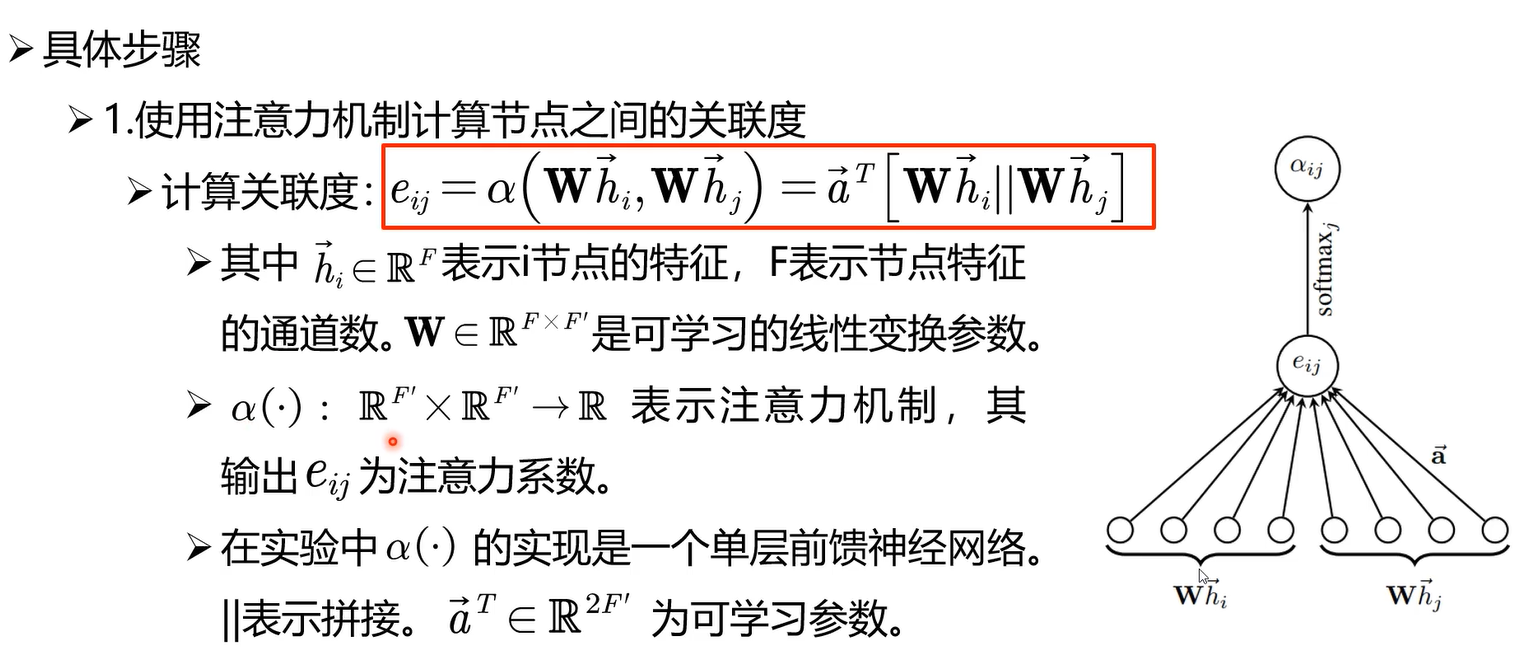 ➢ 具体步骤
➢ 1.使用注意力机制计算节点之间的关联度
➢ 计算关联度: $e_{ij}=\alpha\left(\mathbf{W}\vec{h}_i,\mathbf{W}\vec{h}_j\right)=\vec{a}^T\left[\mathbf{W}\vec{h}_i||\mathbf{W}\vec{h}_j\right]$
➢ 其中 $\vec{h}_i\in\mathbb{R}^F$ 表示i节点的特征，F表示节点特征
的通道数。$\mathbf{W}\in\mathbb{R}^{F\times F'}$是可学习的线性变换参数。
➢ $\alpha(\cdot)$ : $\mathbb{R}^{F'}\times\mathbb{R}^{F'}\to\mathbb{R}$ 表示注意力机制，其
输出$e_{ij}$为注意力系数。
➢ 在实验中$\alpha(\cdot)$ 的实现是一个单层前馈神经网络。
||表示拼接。 $\vec{a}^T\in\mathbb{R}^{2F'}$ 为可学习参数。
$\alpha_{ij}$
softmax$_j$
$e_{ij}$
$\vec{\mathbf{a}}$
$\mathbf{W}\vec{h}_i$
$\mathbf{W}\vec{h}_j$